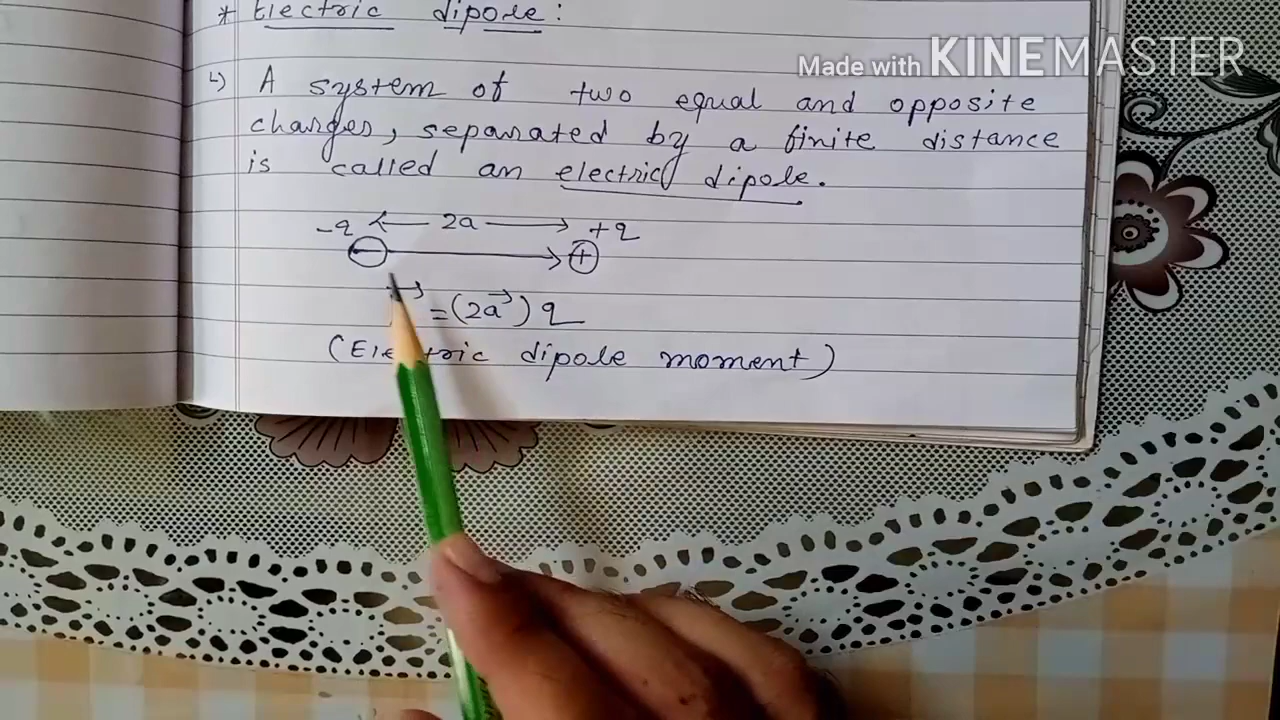 * Electric dipole:
Made with KINEMASTER
↳) A system of two equal and opposite
charges, separated by a finite distance
is called an electric dipole.
-q ← 2a → +q
− +
→ = (2a→) q
(Electric dipole moment)